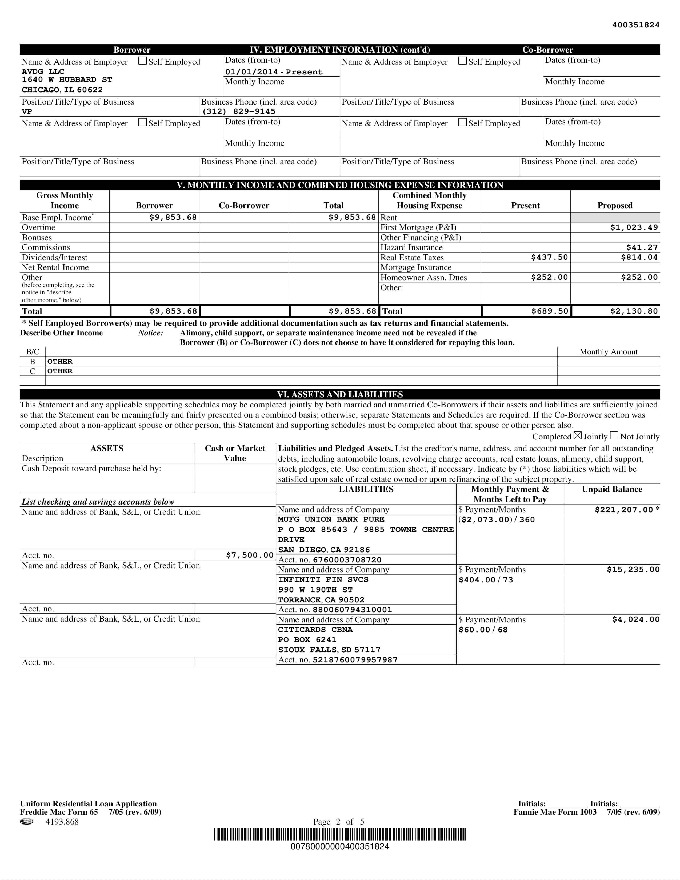 400351824
Borrower IV. EMPLOYMENT INFORMATION (cont'd) Co-Borrower
Name & Address of Employer Self Employed Dates (from-to) Name & Address of Employer Self Employed Dates (from-to)
AVDG LLC
1640 W HUBBARD ST
CHICAGO, IL 60622
01/01/2014-Present
Monthly Income Monthly Income
Position/Title/Type of Business Business Phone (incl. area code) Position/Title/Type of Business Business Phone (incl. area code)
VP (312) 829-9145
Name & Address of Employer Self Employed Dates (from-to) Name & Address of Employer Self Employed Dates (from-to)
Monthly Income Monthly Income
Position/Title/Type of Business Business Phone (incl. area code) Position/Title/Type of Business Business Phone (incl. area code)
V. MONTHLY INCOME AND COMBINED HOUSING EXPENSE INFORMATION
Gross Monthly Income Borrower Co-Borrower Total Combined Monthly Housing Expense Present Proposed
Base Empl. Income* $9,853.68 $9,853.68 Rent
Overtime First Mortgage (P&I) $1,023.49
Bonuses Other Financing (P&I)
Commissions Hazard Insurance $41.27
Dividends/Interest Real Estate Taxes $437.50 $814.04
Net Rental Income Mortgage Insurance
Other Homeowner Assn. Dues $252.00 $252.00
(before completing, see the Other
notice in "describe
other income," below)
Total $9,853.68 $9,853.68 Total $689.50 $2,130.80
* Self Employed Borrower(s) may be required to provide additional documentation such as tax returns and financial statements.
Describe Other Income Notice: Alimony, child support, or separate maintenance income need not be revealed if the
Borrower (B) or Co-Borrower (C) does not choose to have it considered for repaying this loan.
B/C Monthly Amount
B OTHER
C OTHER
VI. ASSETS AND LIABILITIES
This Statement and any applicable supporting schedules may be completed jointly by both married and unmarried Co-Borrowers if their assets and liabilities are sufficiently joined
so that the Statement can be meaningfully and fairly presented on a combined basis; otherwise, separate Statements and Schedules are required. If the Co-Borrower section was
completed about a non-applicant spouse or other person, this Statement and supporting schedules must be completed about that spouse or other person also.
Completed Jointly Not Jointly
ASSETS Cash or Market Value
Description
Cash Deposit toward purchase held by:
Liabilities and Pledged Assets. List the creditor's name, address, and account number for all outstanding
debts, including automobile loans, revolving charge accounts, real estate loans, alimony, child support,
stock pledges, etc. Use continuation sheet, if necessary. Indicate by (*) those liabilities which will be
satisfied upon sale of real estate owned or upon refinancing of the subject property.
LIABILITIES Monthly Payment & Months Left to Pay Unpaid Balance
List checking and savings accounts below
Name and address of Bank, S&L, or Credit Union
Acct. no. $7,500.00
Name and address of Company $ Payment/Months $221,207.00*
MUFG UNION BANK PURE ($2,073.00)/360
P O BOX 85643 / 9885 TOWNE CENTRE
DRIVE
SAN DIEGO, CA 92186
Acct. no. 6760003708720
Name and address of Bank, S&L, or Credit Union
Acct. no.
Name and address of Company $ Payment/Months $15,235.00
INFINITI FIN SVCS $404.00/73
990 W 190TH ST
TORRANCE, CA 90502
Acct. no. 880060794310001
Name and address of Bank, S&L, or Credit Union
Acct. no.
Name and address of Company $ Payment/Months $4,024.00
CITICARDS CBNA $60.00/68
PO BOX 6241
SIOUX FALLS, SD 57117
Acct. no. 5218760079957987
Uniform Residential Loan Application Initials: Initials:
Freddie Mac Form 65 7/05 (rev. 6/09) Fannie Mae Form 1003 7/05 (rev. 6/09)
4193.868 Page 2 of 5
00780000000400351824